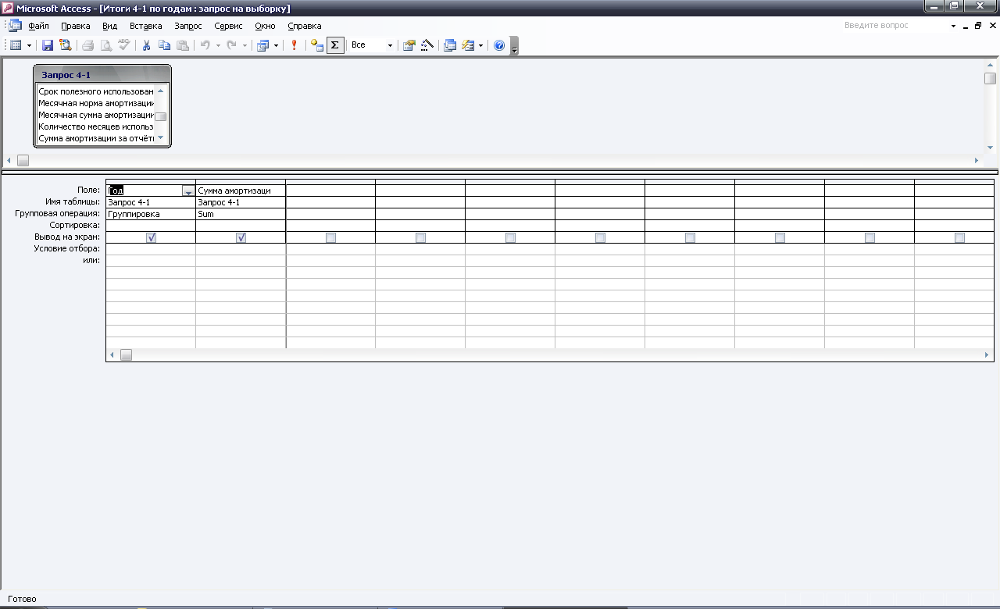 Microsoft Access - [Итоги 4-1 по годам : запрос на выборку]
Файл Правка Вид Вставка Запрос Сервис Окно Справка Введите вопрос
Σ Все
Запрос 4-1
Срок полезного использован
Месячная норма амортизации
Месячная сумма амортизации
Количество месяцев использ
Сумма амортизации за отчётн
Поле: Год Сумма амортизаци
Имя таблицы: Запрос 4-1 Запрос 4-1
Групповая операция: Группировка Sum
Сортировка:
Вывод на экран:
Условие отбора:
или:
Готово